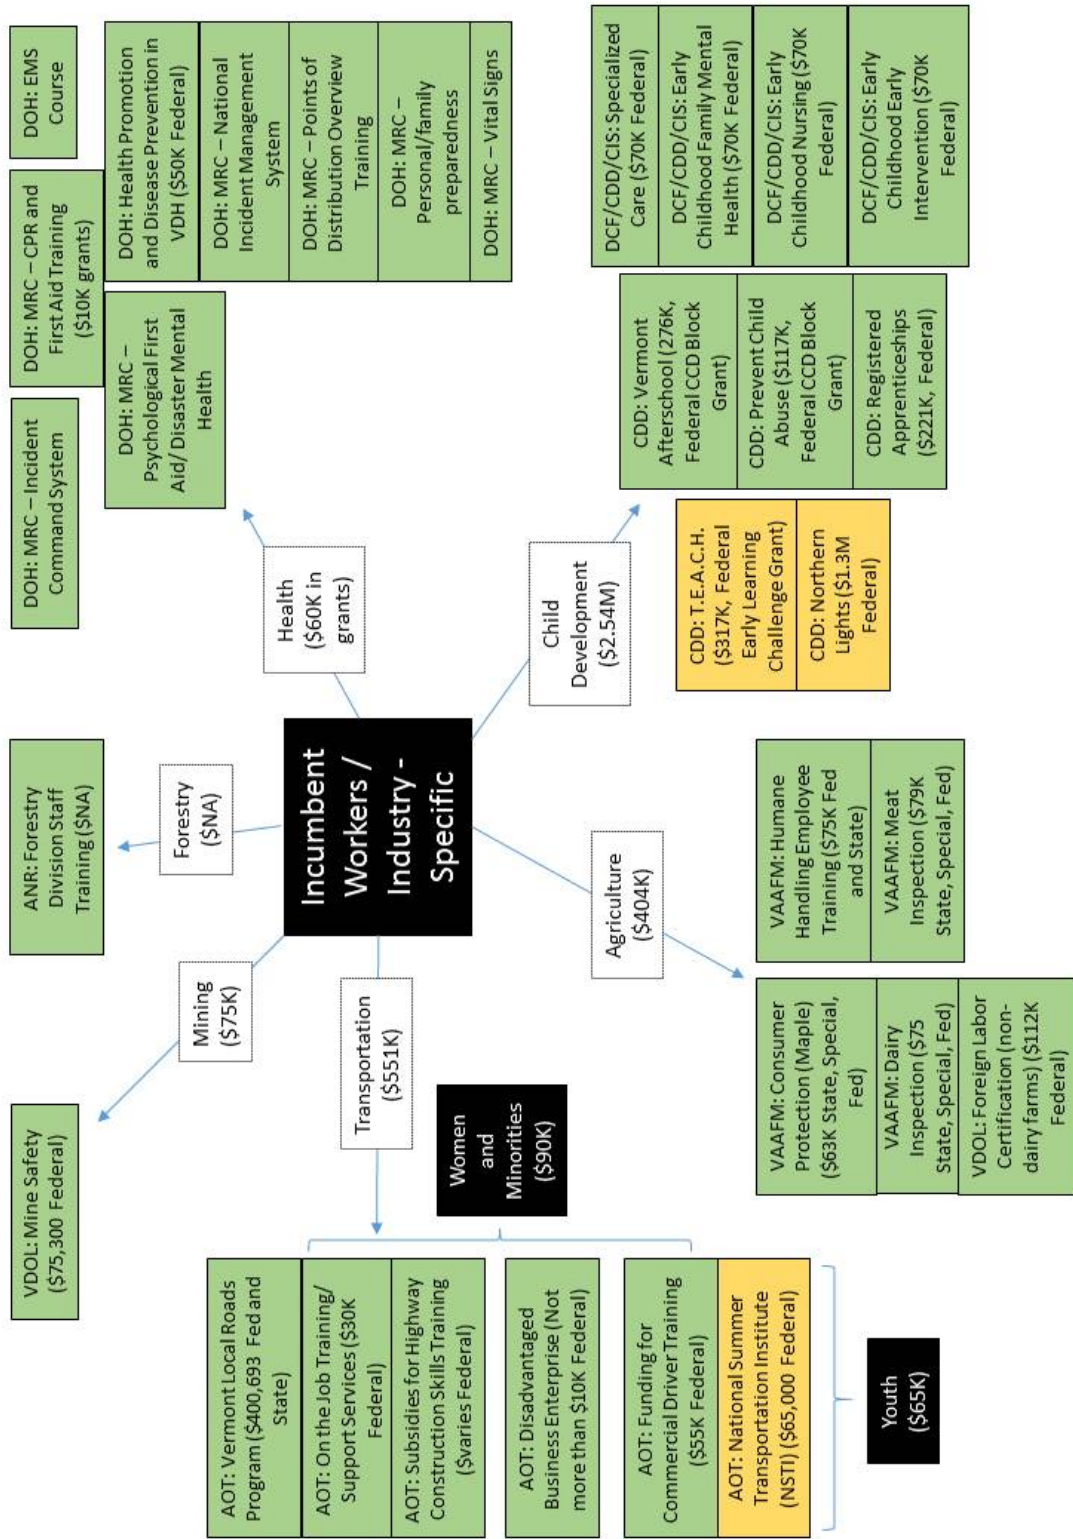 VDOL: Mine Safety
($75,300 Federal)
ANR: Forestry
Division Staff
Training ($NA)
DOH: MRC – Incident
Command System
DOH: MRC – CPR and
First Aid Training
($10K grants)
DOH: EMS
Course
DOH: MRC –
Psychological First
Aid/ Disaster Mental
Health
DOH: Health Promotion
and Disease Prevention in
VDH ($50K Federal)
DOH: MRC – National
Incident Management
System
DOH: MRC – Points of
Distribution Overview
Training
DOH: MRC –
Personal/family
preparedness
DOH: MRC – Vital Signs
Mining
($75K)
Forestry
($NA)
Health
($60K in
grants)
AOT: Vermont Local Roads
Program ($400,693 Fed and
State)
AOT: On the Job Training/
Support Services ($30K
Federal)
AOT: Subsidies for Highway
Construction Skills Training
($varies Federal)
AOT: Disadvantaged
Business Enterprise (Not
more than $10K Federal)
AOT: Funding for
Commercial Driver Training
($55K Federal)
AOT: National Summer
Transportation Institute
(NSTI) ($65,000 Federal)
Transportation
($551K)
Incumbent
Workers /
Industry -
Specific
Women
and
Minorities
($90K)
Youth
($65K)
Agriculture
($404K)
Child
Development
($2.54M)
VAAFM: Consumer
Protection (Maple)
($63K State, Special,
Fed)
VAAFM: Dairy
Inspection ($75
State, Special, Fed)
VDOL: Foreign Labor
Certification (non-
dairy farms) ($112K
Federal)
VAAFM: Humane
Handling Employee
Training ($75K Fed
and State)
VAAFM: Meat
Inspection ($79K
State, Special, Fed)
CDD: T.E.A.C.H.
($317K, Federal
Early Learning
Challenge Grant)
CDD: Northern
Lights ($1.3M
Federal)
CDD: Vermont
Afterschool (276K,
Federal CCD Block
Grant)
CDD: Prevent Child
Abuse ($117K,
Federal CCD Block
Grant)
CDD: Registered
Apprenticeships
($221K, Federal)
DCF/CDD/CIS: Specialized
Care ($70K Federal)
DCF/CDD/CIS: Early
Childhood Family Mental
Health ($70K Federal)
DCF/CDD/CIS: Early
Childhood Nursing ($70K
Federal)
DCF/CDD/CIS: Early
Childhood Early
Intervention ($70K
Federal)